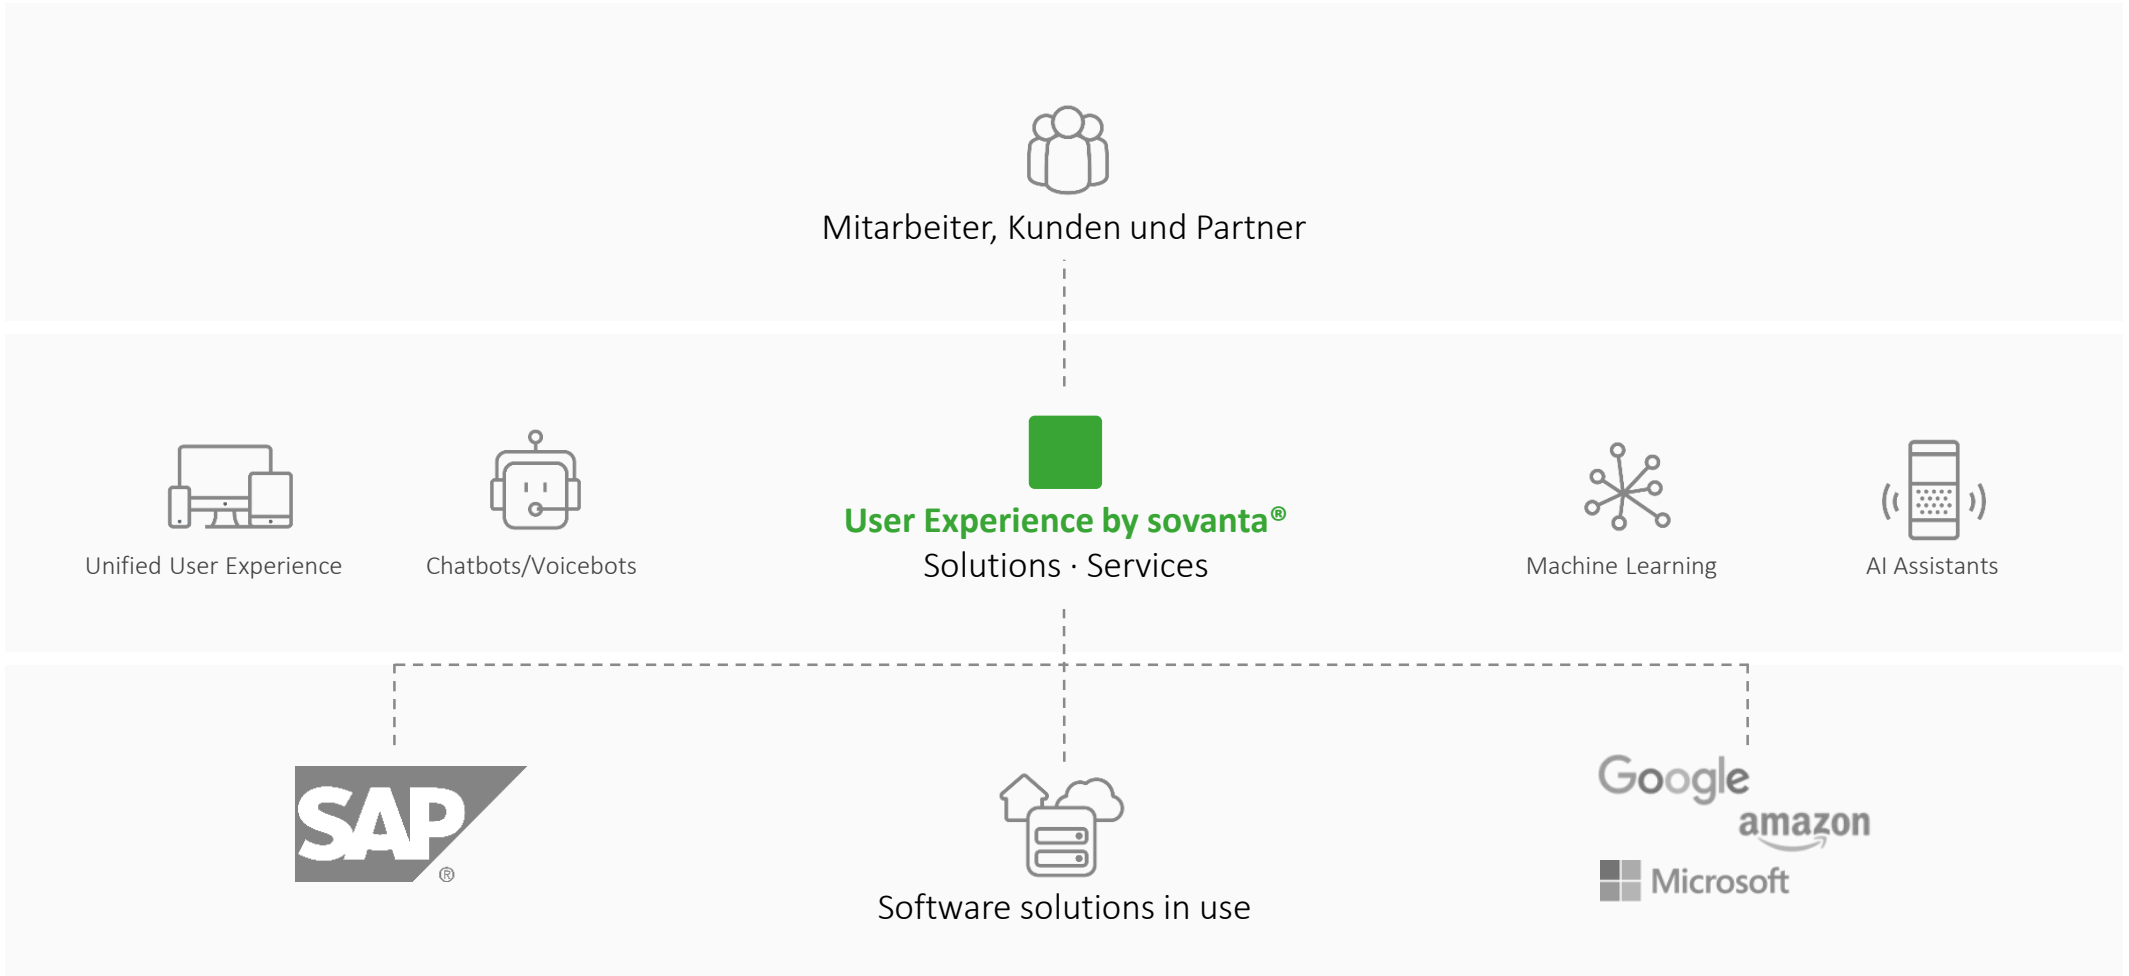 Mitarbeiter, Kunden und Partner
User Experience by sovanta®
Solutions · Services
Unified User Experience
Chatbots/Voicebots
Machine Learning
AI Assistants
SAP ®
Software solutions in use
Google
amazon
Microsoft